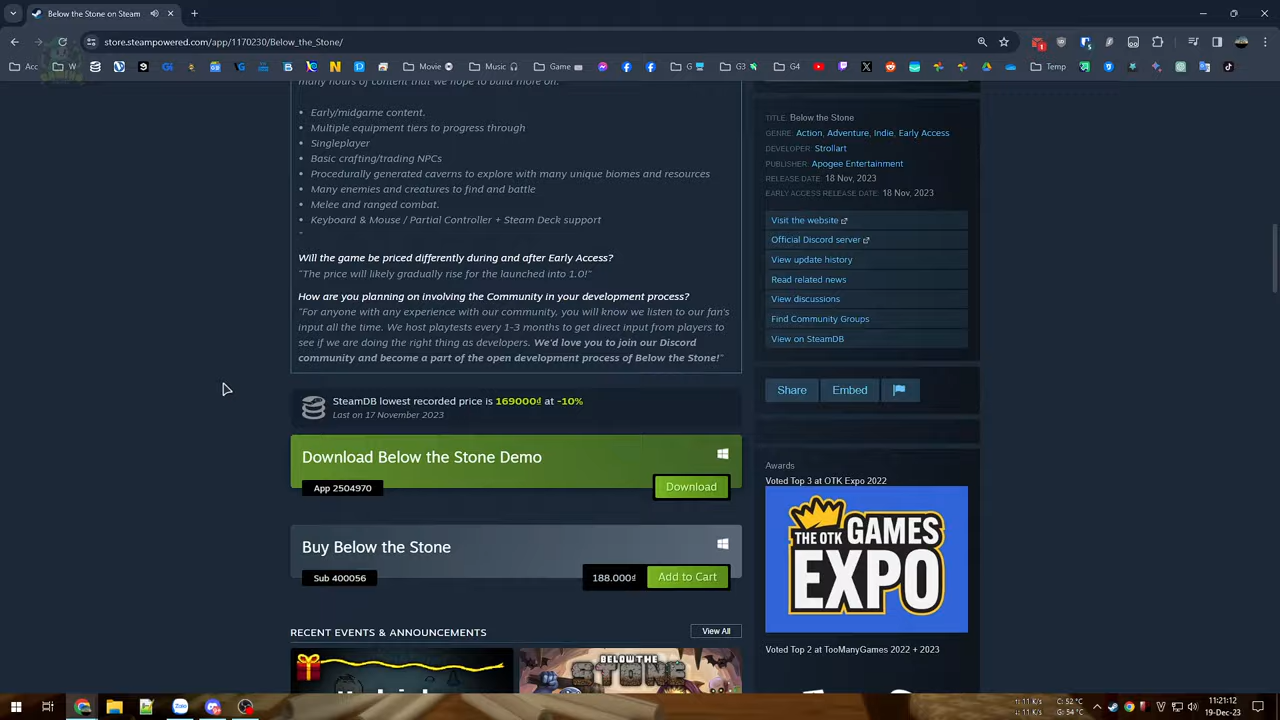 Below the Stone on Steam
store.steampowered.com/app/1170230/Below_the_Stone/
Movie
Music
Game
G3
G4
Temp
many hours of content that we hope to build more on.
• Early/midgame content.
• Multiple equipment tiers to progress through
• Singleplayer
• Basic crafting/trading NPCs
• Procedurally generated caverns to explore with many unique biomes and resources
• Many enemies and creatures to find and battle
• Melee and ranged combat.
• Keyboard & Mouse / Partial Controller + Steam Deck support
"
Will the game be priced differently during and after Early Access?
"The price will likely gradually rise for the launched into 1.0!"
How are you planning on involving the Community in your development process?
"For anyone with any experience with our community, you will know we listen to our fan's
input all the time. We host playtests every 1-3 months to get direct input from players to
see if we are doing the right thing as developers. We'd love you to join our Discord
community and become a part of the open development process of Below the Stone!"
SteamDB lowest recorded price is 169000₫ at -10%
Last on 17 November 2023
Download Below the Stone Demo
App 2504970
Download
Buy Below the Stone
Sub 400056
188.000₫
Add to Cart
RECENT EVENTS & ANNOUNCEMENTS
View All
BELOW THE
STONE
TITLE: Below the Stone
GENRE: Action, Adventure, Indie, Early Access
DEVELOPER: Strollart
PUBLISHER: Apogee Entertainment
RELEASE DATE: 18 Nov, 2023
EARLY ACCESS RELEASE DATE: 18 Nov, 2023
Visit the website
Official Discord server
View update history
Read related news
View discussions
Find Community Groups
View on SteamDB
Share
Embed
Awards
Voted Top 3 at OTK Expo 2022
THE OTK GAMES
EXPO
Voted Top 2 at TooManyGames 2022 + 2023
11 K/s
11 K/s
C: 52 °C
G: 54 °C
11:21:12
19-Dec-23